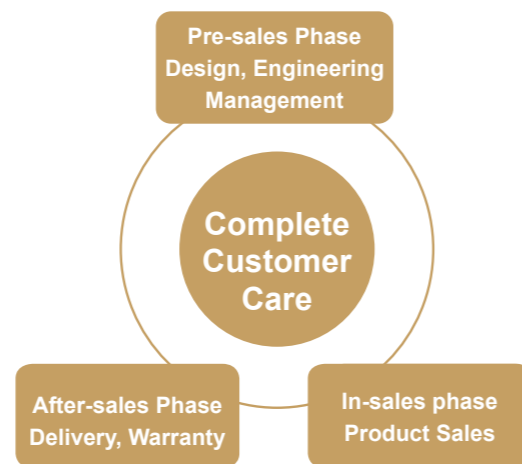 Pre-sales Phase
Design, Engineering
Management
Complete
Customer
Care
After-sales Phase
Delivery, Warranty
In-sales phase
Product Sales